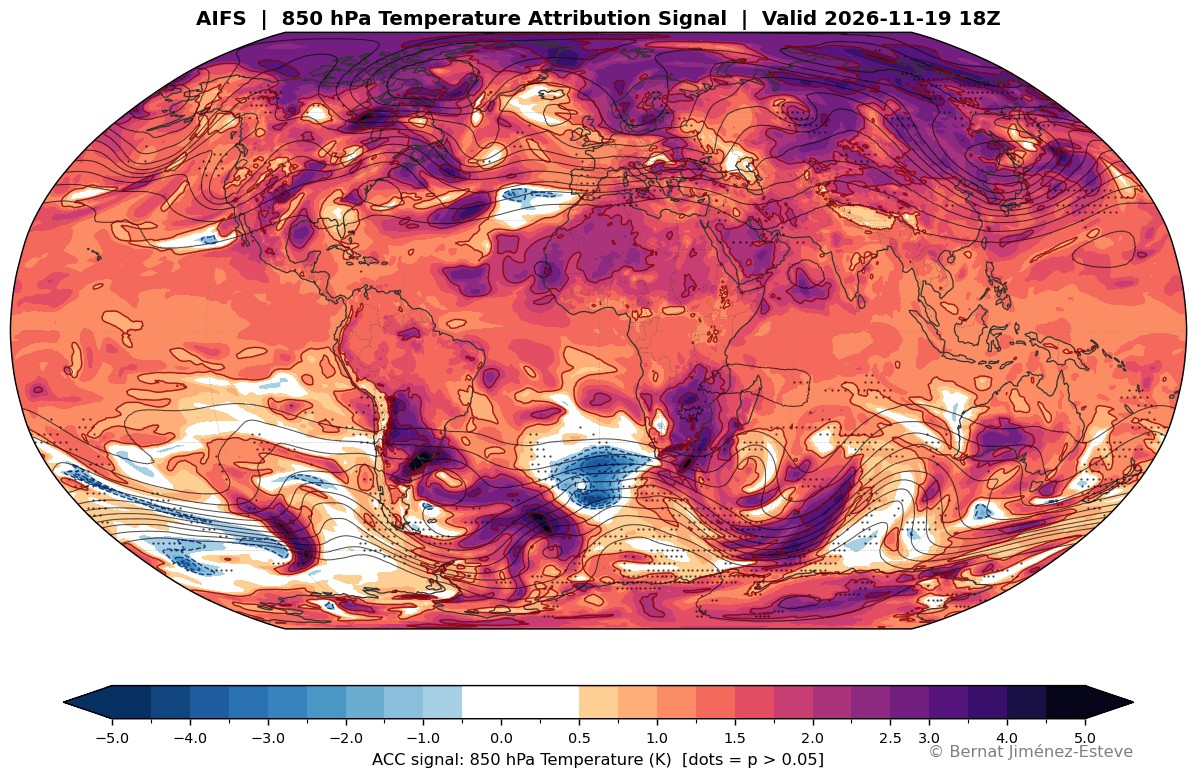 AIFS | 850 hPa Temperature Attribution Signal | Valid 2026-11-19 18Z
−5.0 −4.0 −3.0 −2.0 −1.0 0.0 0.5 1.0 1.5 2.0 2.5 3.0 4.0 5.0
© Bernat Jiménez-Esteve
ACC signal: 850 hPa Temperature (K) [dots = p > 0.05]